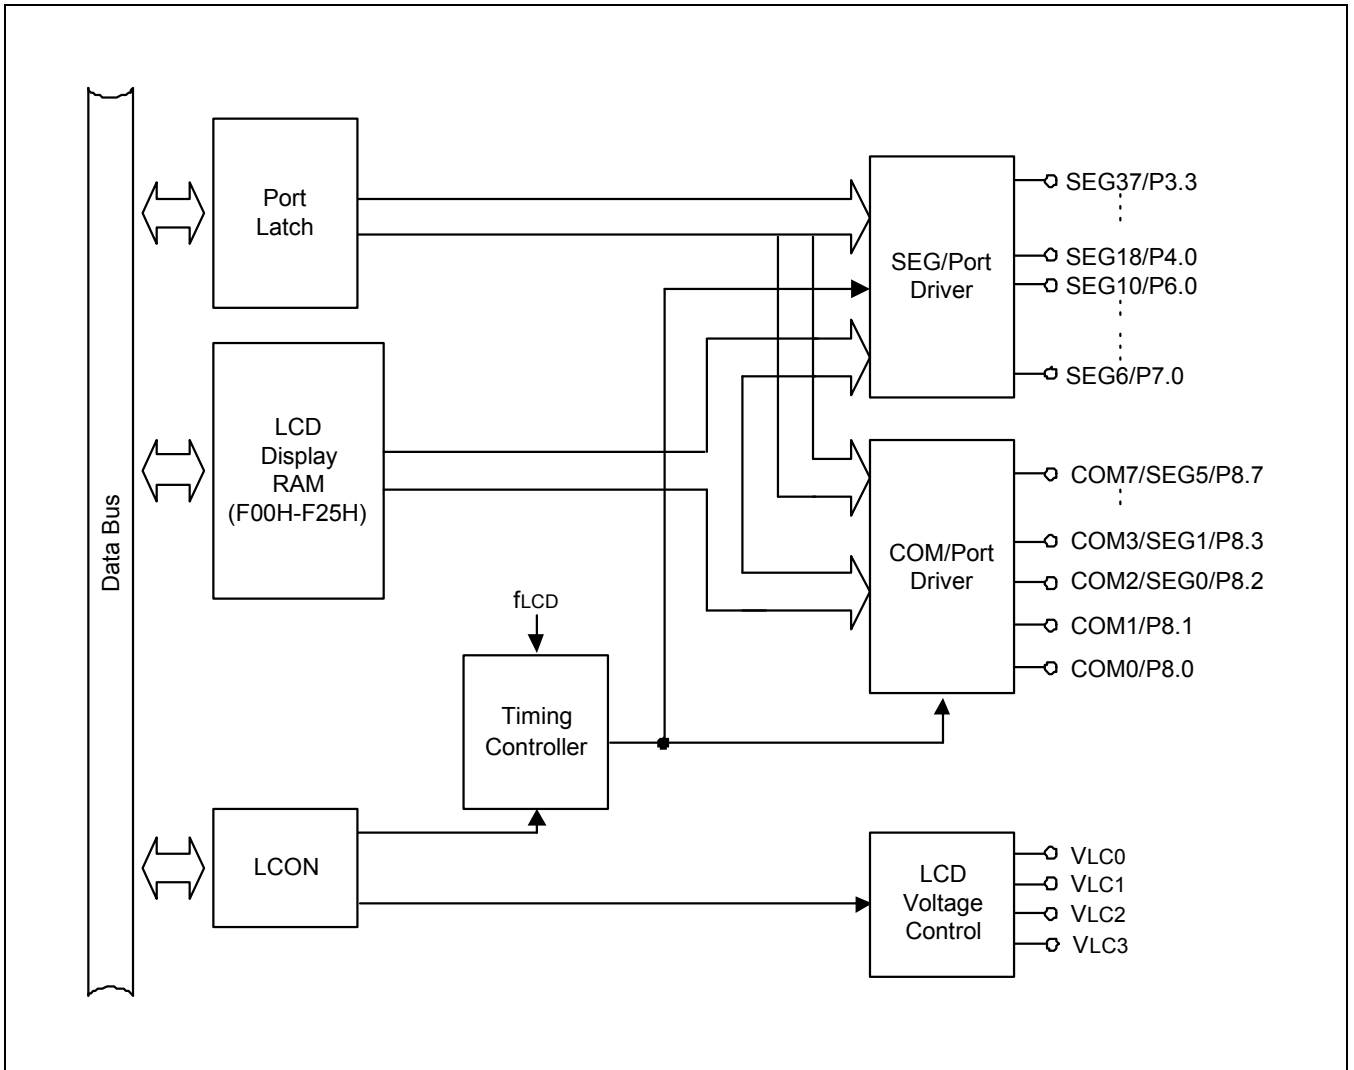 Data Bus
Port
Latch
LCD
Display
RAM
(F00H-F25H)
fLCD
Timing
Controller
LCON
SEG/Port
Driver
SEG37/P3.3
SEG18/P4.0
SEG10/P6.0
SEG6/P7.0
COM/Port
Driver
COM7/SEG5/P8.7
COM3/SEG1/P8.3
COM2/SEG0/P8.2
COM1/P8.1
COM0/P8.0
LCD
Voltage
Control
VLC0
VLC1
VLC2
VLC3